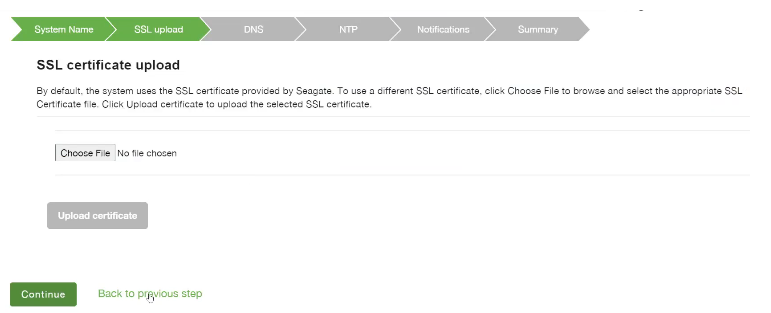 System Name SSL upload DNS NTP Notifications Summary
SSL certificate upload
By default, the system uses the SSL certificate provided by Seagate. To use a different SSL certificate, click Choose File to browse and select the appropriate SSL
Certificate file. Click Upload certificate to upload the selected SSL certificate.
Choose File No file chosen
Upload certificate
Continue Back to previous step